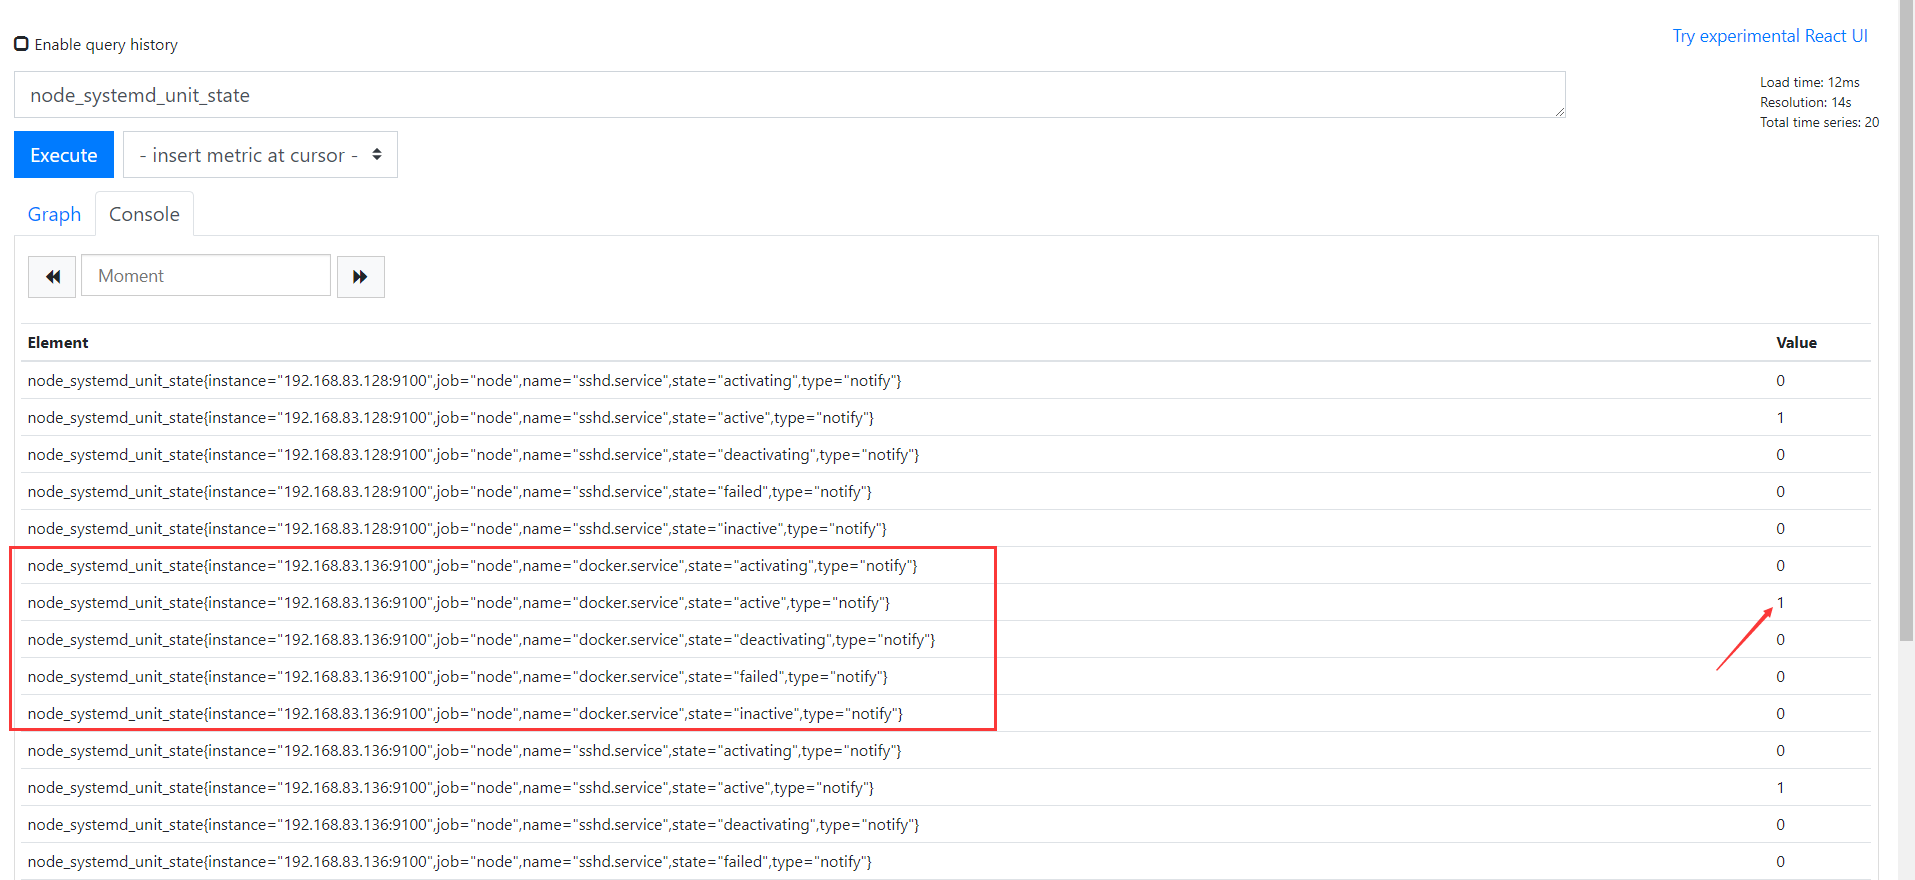 Enable query history
Try experimental React UI
node_systemd_unit_state
Load time: 12ms
Resolution: 14s
Total time series: 20
Execute
- insert metric at cursor -
Graph
Console
Moment
Element Value
node_systemd_unit_state{instance="192.168.83.128:9100",job="node",name="sshd.service",state="activating",type="notify"} 0
node_systemd_unit_state{instance="192.168.83.128:9100",job="node",name="sshd.service",state="active",type="notify"} 1
node_systemd_unit_state{instance="192.168.83.128:9100",job="node",name="sshd.service",state="deactivating",type="notify"} 0
node_systemd_unit_state{instance="192.168.83.128:9100",job="node",name="sshd.service",state="failed",type="notify"} 0
node_systemd_unit_state{instance="192.168.83.128:9100",job="node",name="sshd.service",state="inactive",type="notify"} 0
node_systemd_unit_state{instance="192.168.83.136:9100",job="node",name="docker.service",state="activating",type="notify"} 0
node_systemd_unit_state{instance="192.168.83.136:9100",job="node",name="docker.service",state="active",type="notify"} 1
node_systemd_unit_state{instance="192.168.83.136:9100",job="node",name="docker.service",state="deactivating",type="notify"} 0
node_systemd_unit_state{instance="192.168.83.136:9100",job="node",name="docker.service",state="failed",type="notify"} 0
node_systemd_unit_state{instance="192.168.83.136:9100",job="node",name="docker.service",state="inactive",type="notify"} 0
node_systemd_unit_state{instance="192.168.83.136:9100",job="node",name="sshd.service",state="activating",type="notify"} 0
node_systemd_unit_state{instance="192.168.83.136:9100",job="node",name="sshd.service",state="active",type="notify"} 1
node_systemd_unit_state{instance="192.168.83.136:9100",job="node",name="sshd.service",state="deactivating",type="notify"} 0
node_systemd_unit_state{instance="192.168.83.136:9100",job="node",name="sshd.service",state="failed",type="notify"} 0